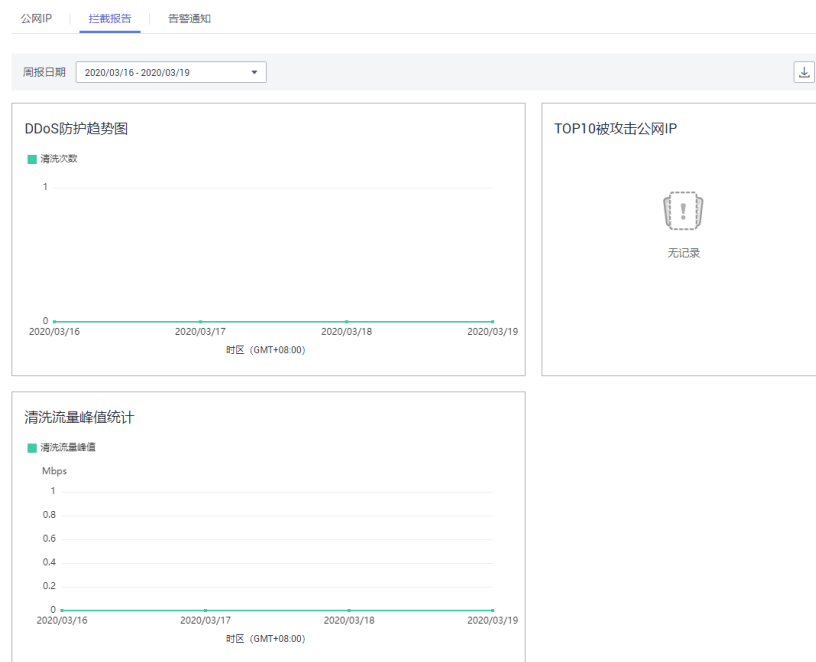 公网IP
拦截报告
告警通知
周报日期 2020/03/16 - 2020/03/19
DDoS防护趋势图
清洗次数
1
0
2020/03/16 2020/03/17 2020/03/18 2020/03/19
时区（GMT+08:00）
TOP10被攻击公网IP
无记录
清洗流量峰值统计
清洗流量峰值
Mbps
1
0.8
0.6
0.4
0.2
0
2020/03/16 2020/03/17 2020/03/18 2020/03/19
时区（GMT+08:00）